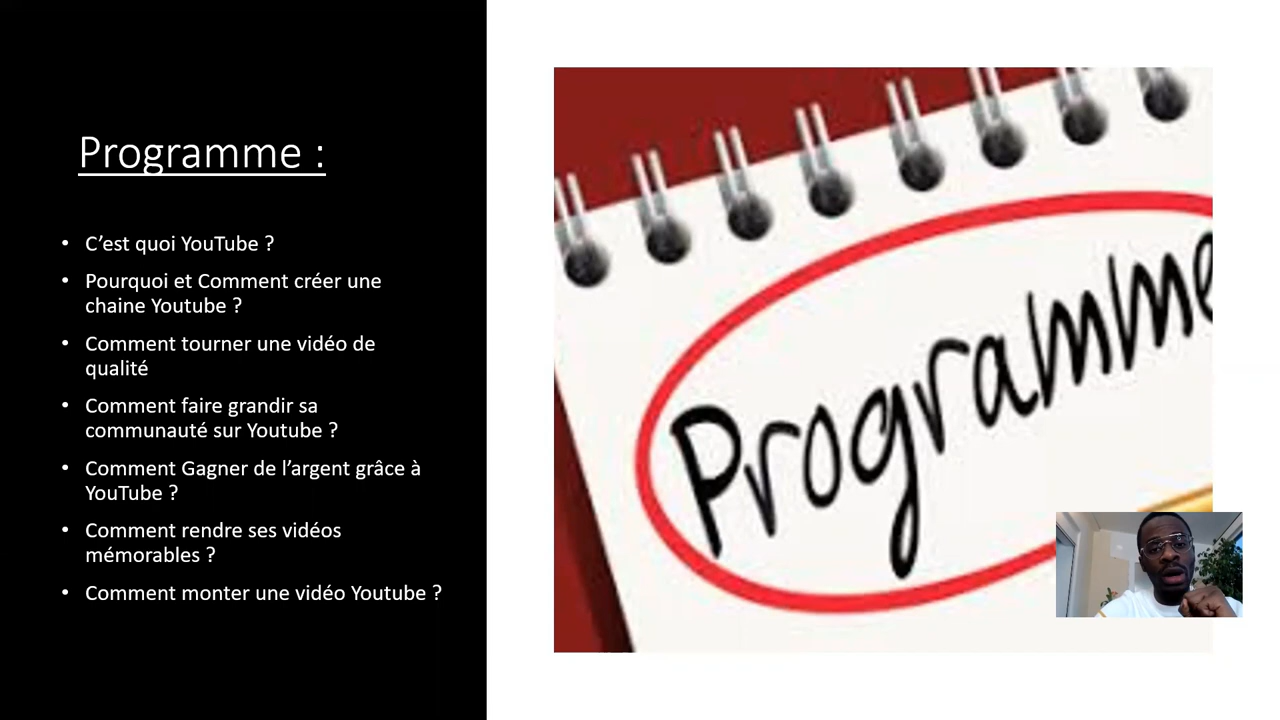 Programme :
• C’est quoi YouTube ?
• Pourquoi et Comment créer une
chaine Youtube ?
• Comment tourner une vidéo de
qualité
• Comment faire grandir sa
communauté sur Youtube ?
• Comment Gagner de l’argent grâce à
YouTube ?
• Comment rendre ses vidéos
mémorables ?
• Comment monter une vidéo Youtube ?
Programme